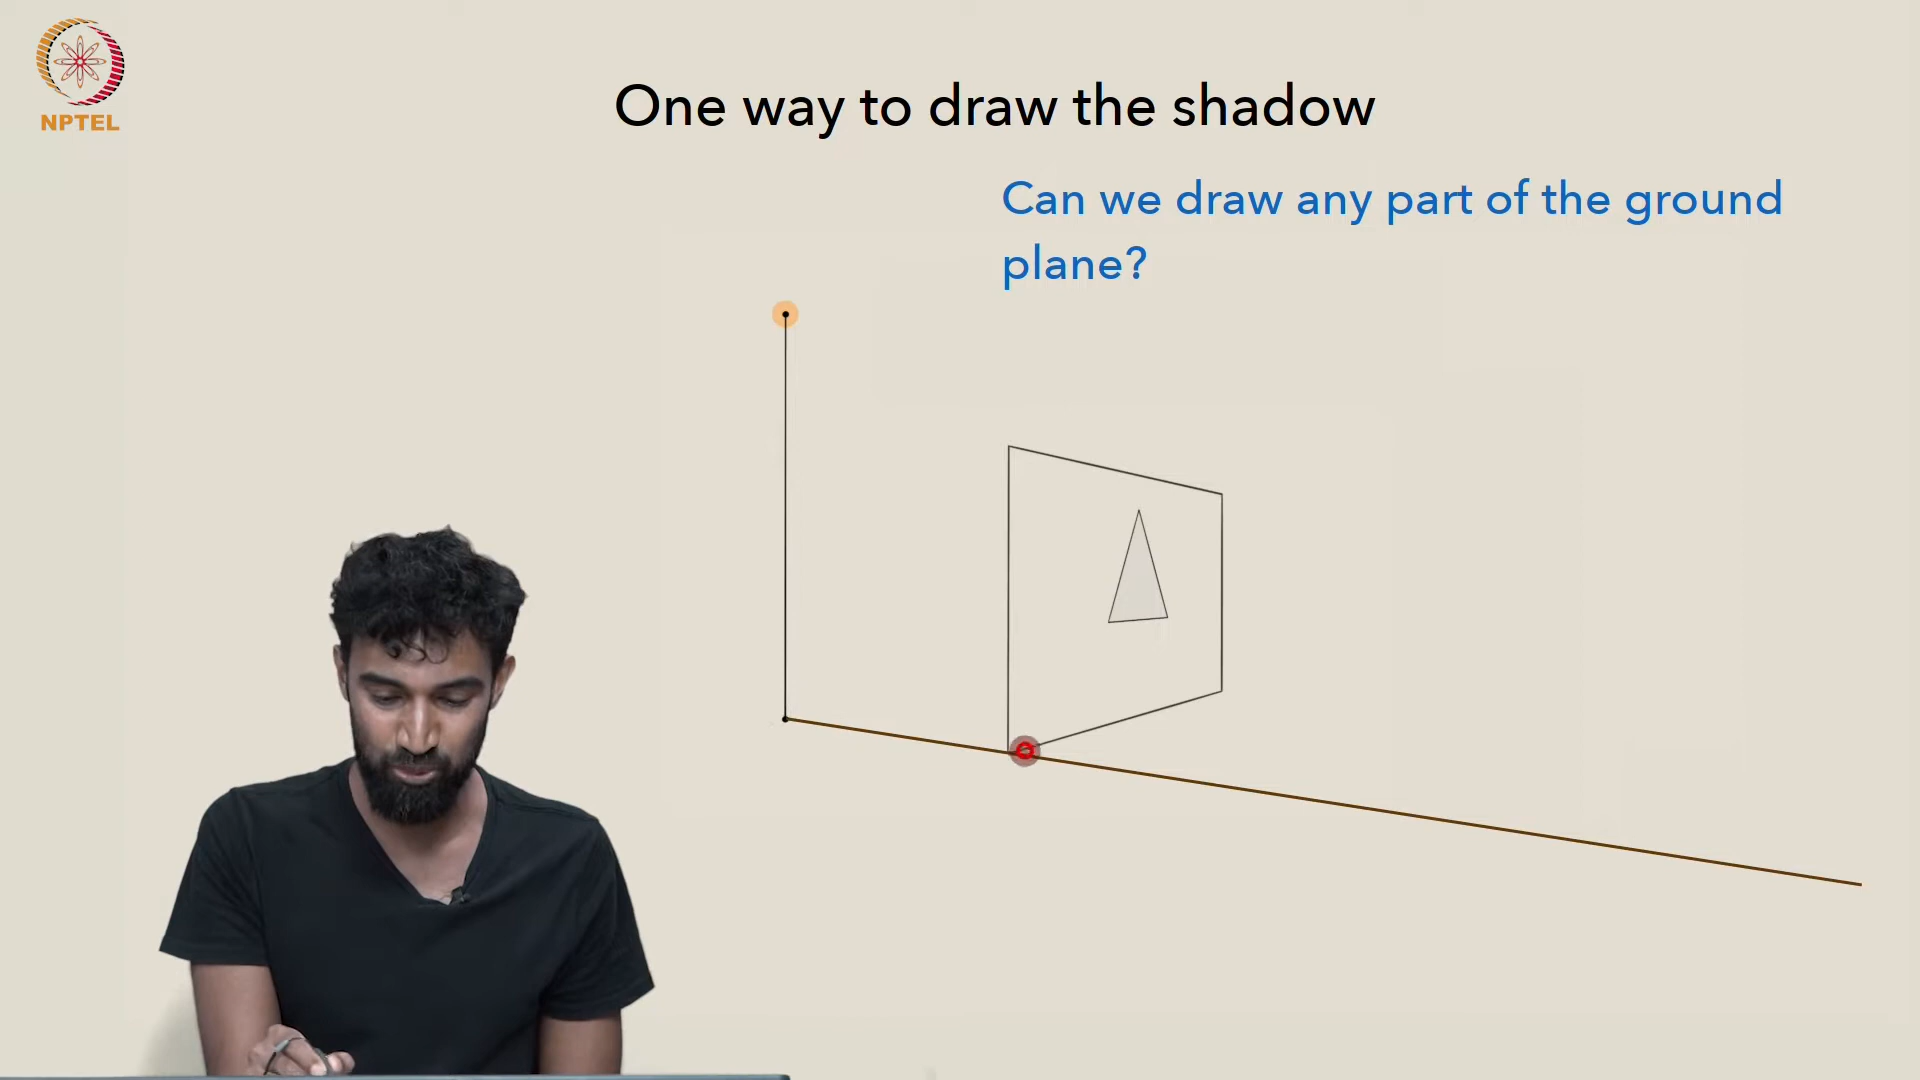 NPTEL
One way to draw the shadow
Can we draw any part of the ground
plane?